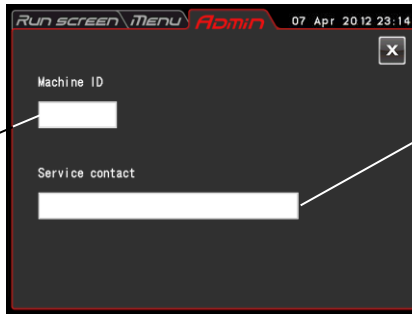 Run screen Menu Admin 07 Apr 2012 23:14
X
Machine ID
Service contact